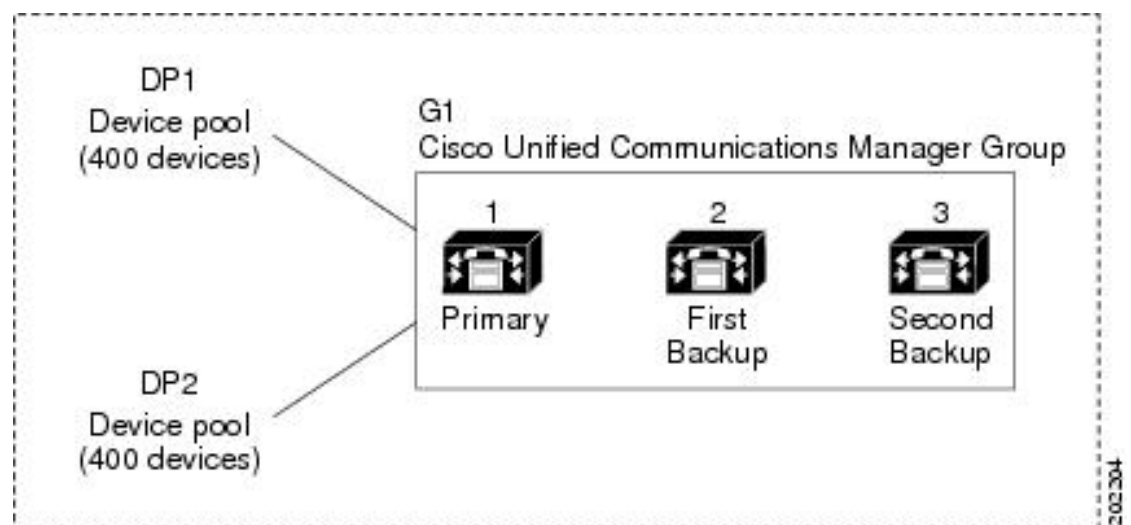 DP1
Device pool
(400 devices)
G1
Cisco Unified Communications Manager Group
1
2
3
Primary
First
Backup
Second
Backup
DP2
Device pool
(400 devices)
202204